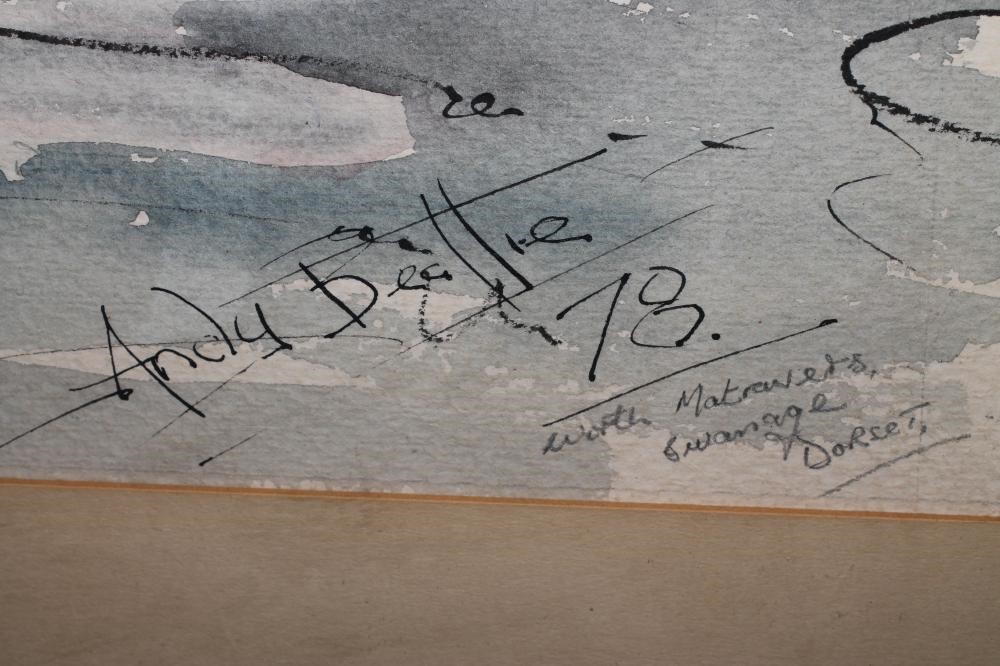 Andy Beattie 78.
Worth Matravers,
Swanage
Dorset,